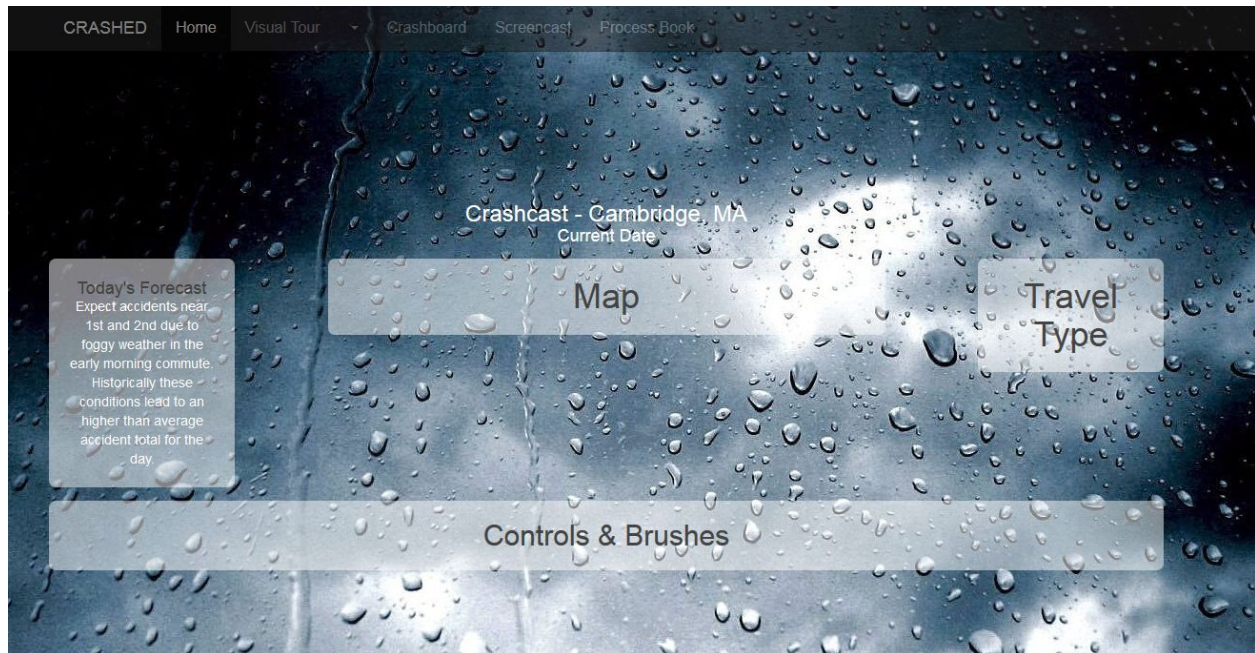 CRASHED Home Visual Tour Crashboard Screencast Process Book
Crashcast - Cambridge, MA
Current Date
Today's Forecast
Expect accidents near
1st and 2nd due to
foggy weather in the
early morning commute.
Historically these
conditions lead to an
higher than average
accident total for the
day.
Map
Travel
Type
Controls & Brushes